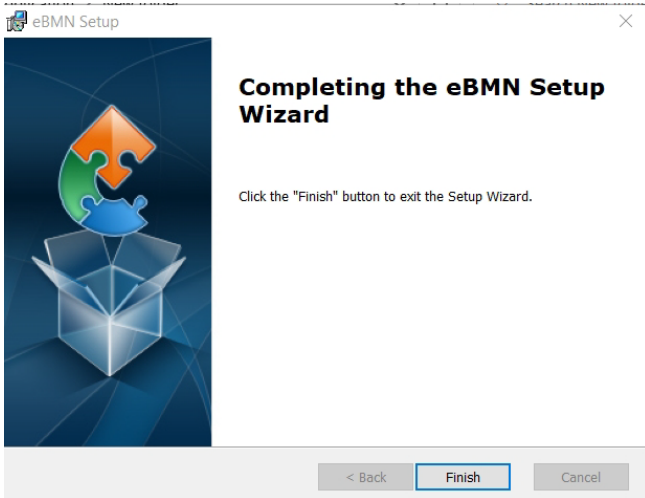 eBMN Setup
Completing the eBMN Setup
Wizard
Click the "Finish" button to exit the Setup Wizard.
< Back
Finish
Cancel